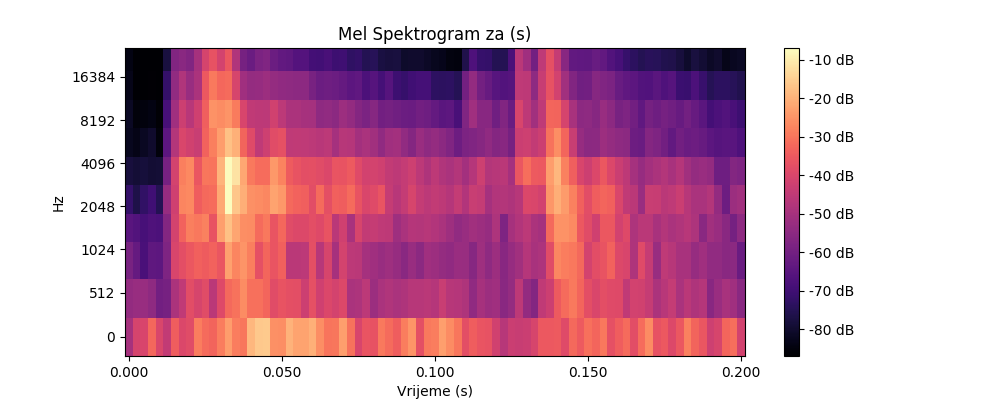 Mel Spektrogram za (s)
Hz
16384
8192
4096
2048
1024
512
0
0.000
0.050
0.100
0.150
0.200
Vrijeme (s)
-10 dB
-20 dB
-30 dB
-40 dB
-50 dB
-60 dB
-70 dB
-80 dB